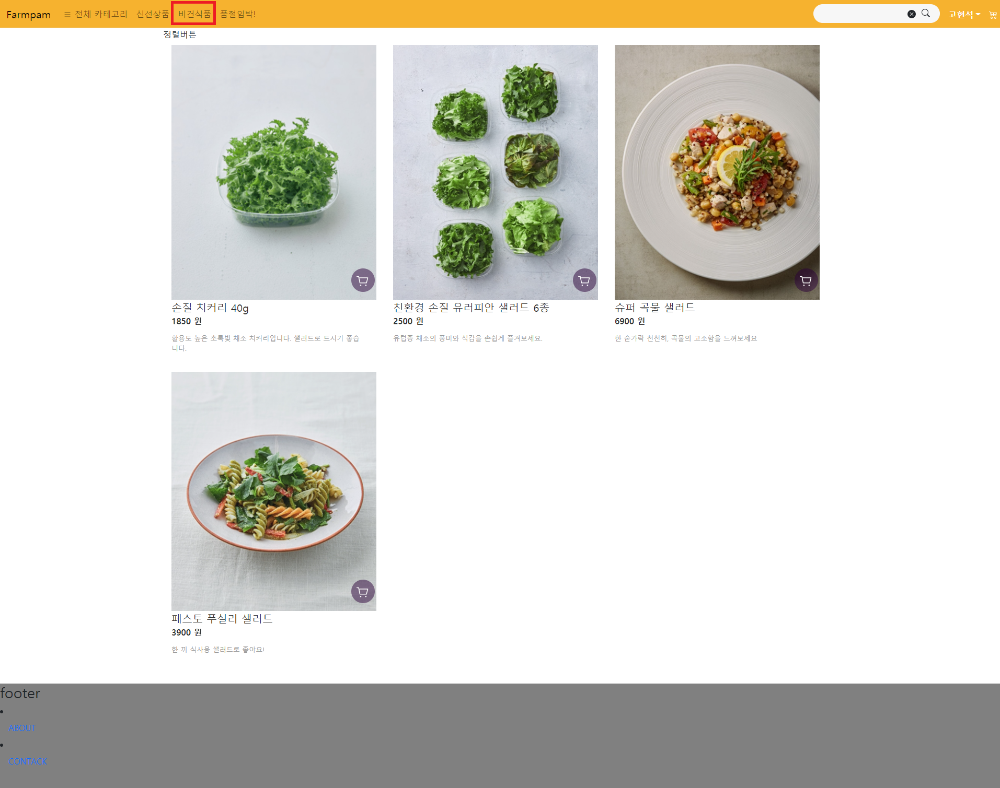 Farmpam
전체 카테고리
신선상품
비건식품
품절임박!
고현석
정렬버튼
손질 치커리 40g
1850 원
활용도 높은 초록빛 채소 치커리입니다. 샐러드로 드시기 좋습
니다.
친환경 손질 유러피안 샐러드 6종
2500 원
유럽종 채소의 풍미와 식감을 손쉽게 즐겨보세요.
슈퍼 곡물 샐러드
6900 원
한 숟가락 천천히, 곡물의 고소함을 느껴보세요
페스토 푸실리 샐러드
3900 원
한 끼 식사용 샐러드로 좋아요!
footer
ABOUT
CONTACK